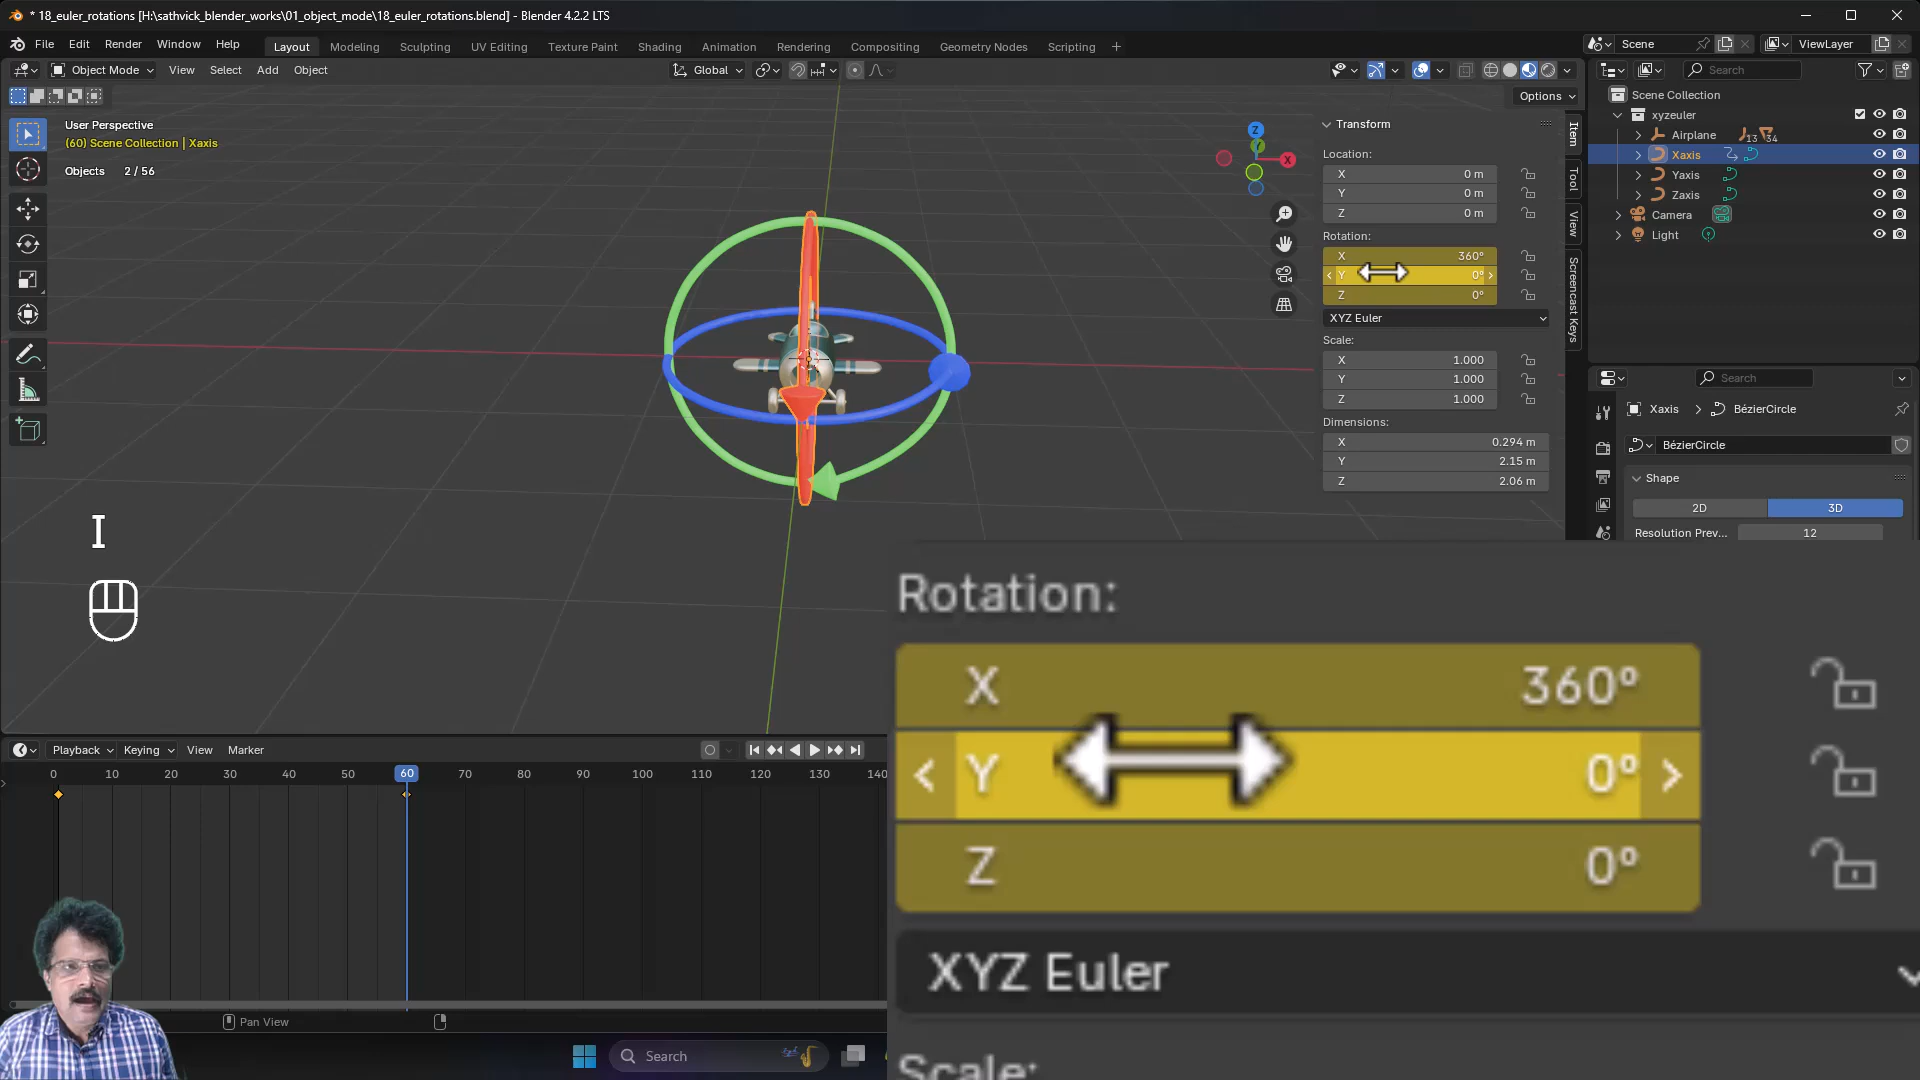 * 18_euler_rotations [H:\sathvick_blender_works\01_object_mode\18_euler_rotations.blend] - Blender 4.2.2 LTS
File Edit Render Window Help Layout Modeling Sculpting UV Editing Texture Paint Shading Animation Rendering Compositing Geometry Nodes Scripting + Scene ViewLayer
Object Mode View Select Add Object Global Search
Options
User Perspective
(60) Scene Collection | Xaxis
Objects 2 / 56
Z
X
Transform
Location:
X 0 m
Y 0 m
Z 0 m
Rotation:
X 360°
Y 0°
Z 0°
XYZ Euler
Scale:
X 1.000
Y 1.000
Z 1.000
Dimensions:
X 0.294 m
Y 2.15 m
Z 2.06 m
Item
Tool
View
Screencast Keys
Scene Collection
xyzeuler
Airplane 13 34
Xaxis
Yaxis
Zaxis
Camera
Light
Search
Xaxis > BézierCircle
BézierCircle
Shape
2D 3D
Resolution Prev... 12
I
Rotation:
X 360°
Y 0°
Z 0°
XYZ Euler
Scale:
Playback Keying View Marker
0 10 20 30 40 50 60 70 80 90 100 110 120 130 140
Pan View
Search